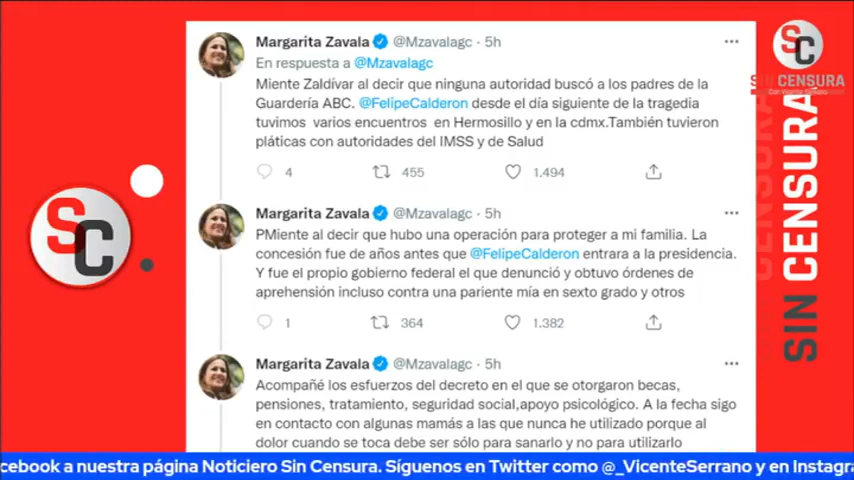 Margarita Zavala @Mzavalagc · 5h
En respuesta a @Mzavalagc
Miente Zaldívar al decir que ninguna autoridad buscó a los padres de la
Guardería ABC. @FelipeCalderon desde el día siguiente de la tragedia
tuvimos varios encuentros en Hermosillo y en la cdmx.También tuvieron
pláticas con autoridades del IMSS y de Salud
4 455 1.494
Margarita Zavala @Mzavalagc · 5h
PMiente al decir que hubo una operación para proteger a mi familia. La
concesión fue de años antes que @FelipeCalderon entrara a la presidencia.
Y fue el propio gobierno federal el que denunció y obtuvo órdenes de
aprehensión incluso contra una pariente mía en sexto grado y otros
1 364 1.382
Margarita Zavala @Mzavalagc · 5h
Acompañé los esfuerzos del decreto en el que se otorgaron becas,
pensiones, tratamiento, seguridad social,apoyo psicológico. A la fecha sigo
en contacto con algunas mamás a las que nunca he utilizado porque al
dolor cuando se toca debe ser sólo para sanarlo y no para utilizarlo
SC
SC
SIN CENSURA
Con Vicente Serrano
SIN CENSURA
CENSURA
cebook a nuestra página Noticiero Sin Censura. Síguenos en Twitter como @_VicenteSerrano y en Instagra